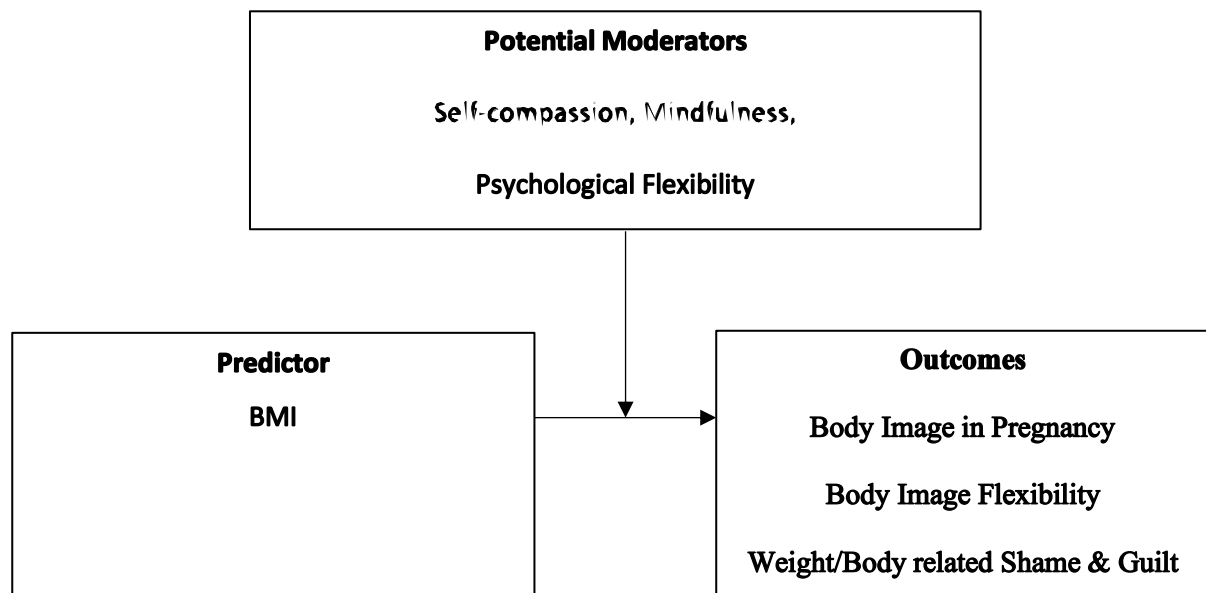 Potential Moderators
Self-compassion, Mindfulness,
Psychological Flexibility
Predictor
BMI
Outcomes
Body Image in Pregnancy
Body Image Flexibility
Weight/Body related Shame & Guilt